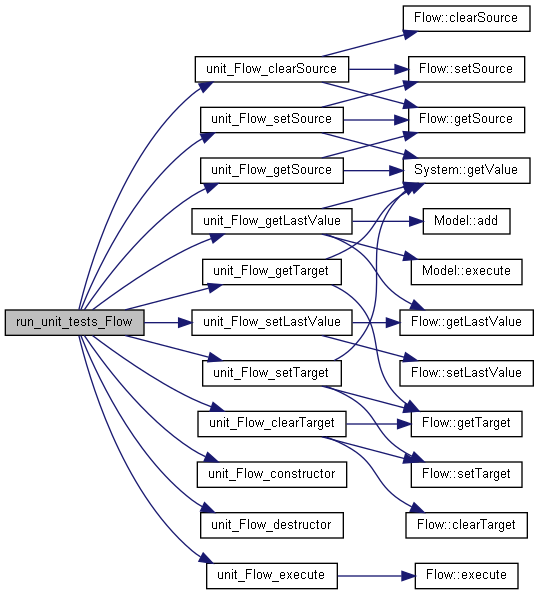 run_unit_tests_Flow
unit_Flow_clearSource
unit_Flow_setSource
unit_Flow_getSource
unit_Flow_getLastValue
unit_Flow_getTarget
unit_Flow_setLastValue
unit_Flow_setTarget
unit_Flow_clearTarget
unit_Flow_constructor
unit_Flow_destructor
unit_Flow_execute
Flow::clearSource
Flow::setSource
Flow::getSource
System::getValue
Model::add
Model::execute
Flow::getLastValue
Flow::setLastValue
Flow::getTarget
Flow::setTarget
Flow::clearTarget
Flow::execute